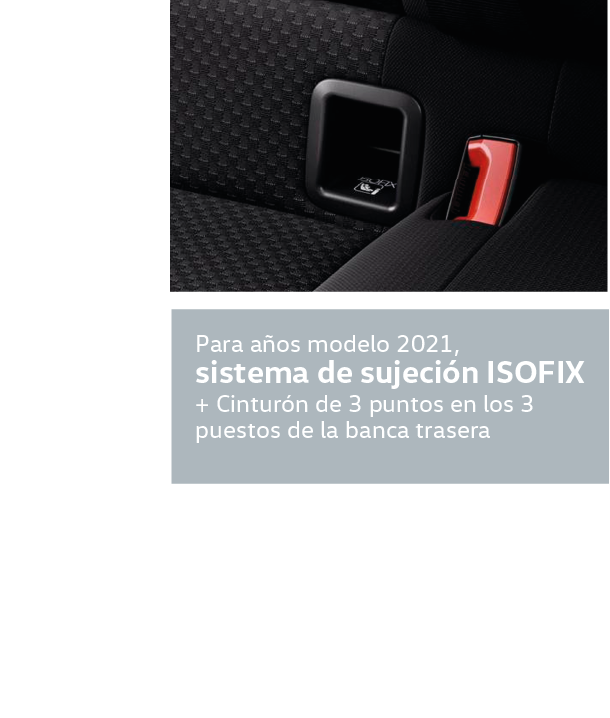 ISOFIX
Para años modelo 2021,
sistema de sujeción ISOFIX
+ Cinturón de 3 puntos en los 3
puestos de la banca trasera